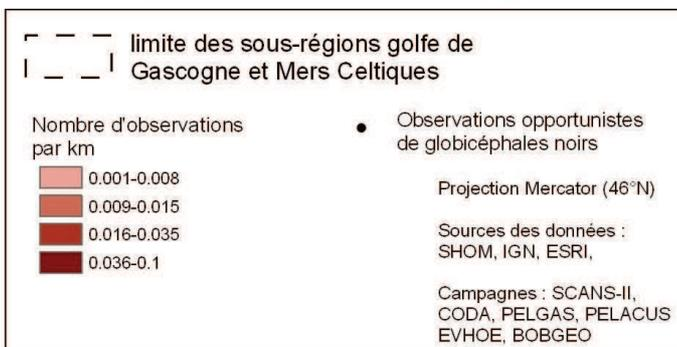 limite des sous-régions golfe de
Gascogne et Mers Celtiques
Nombre d'observations
par km
0.001-0.008
0.009-0.015
0.016-0.035
0.036-0.1
Observations opportunistes
de globicéphales noirs
Projection Mercator (46°N)
Sources des données :
SHOM, IGN, ESRI,
Campagnes : SCANS-II,
CODA, PELGAS, PELACUS
EVHOE, BOBGEO